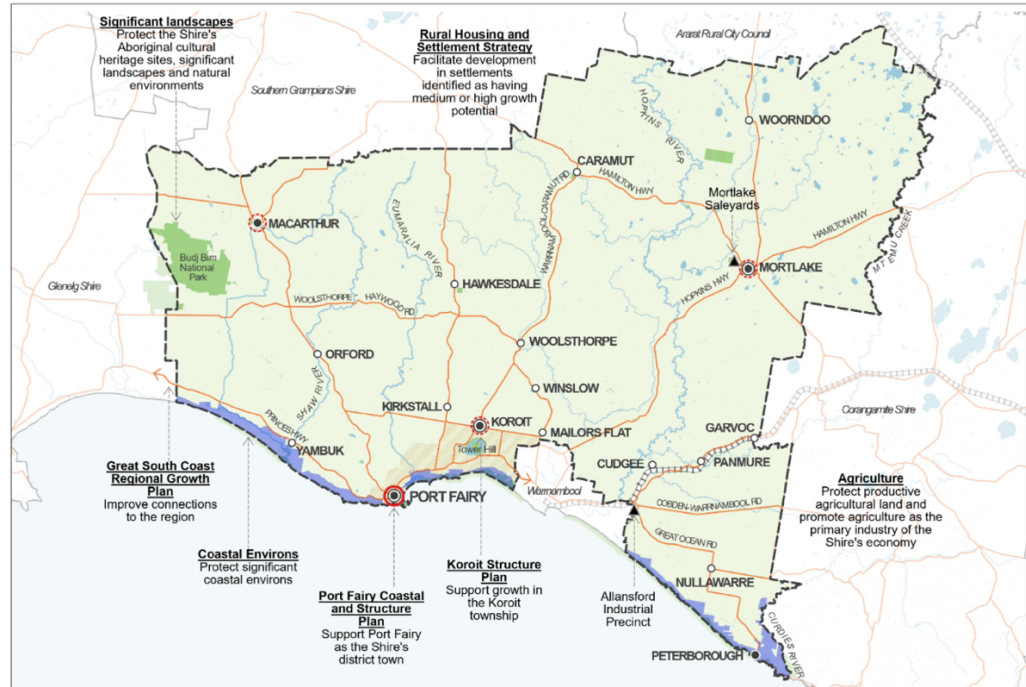 Significant landscapes
Protect the Shire's
Aboriginal cultural
heritage sites, significant
landscapes and natural
environments
Rural Housing and
Settlement Strategy
Facilitate development
in settlements
identified as having
medium or high growth
potential
Ararat Rural City Council
Southern Grampians Shire
HOPKINS RIVER
WOORNDOO
CARAMUT
HAMILTON HWY
Mortlake
Saleyards
MACARTHUR
EUMARALLA RIVER
WARRNAMBOOL-CARAMUT RD
HAMILTON HWY
MT EMU CREEK
Budj Bim
National
Park
MORTLAKE
Glenelg Shire
HAWKESDALE
HOPKINS HWY
WOOLSTHORPE HAYWOOD RD
WOOLSTHORPE
ORFORD
SHAW RIVER
WINSLOW
KIRKSTALL
KOROIT
MAILORS FLAT
Corangamite Shire
GARVOC
PRINCES HWY
YAMBUK
Tower Hill
CUDGEE
PANMURE
Great South Coast
Regional Growth
Plan
Improve connections
to the region
PORT FAIRY
Warrnambool
COBDEN-WARRNAMBOOL RD
Agriculture
Protect productive
agricultural land and
promote agriculture as the
primary industry of the
Shire's economy
GREAT OCEAN RD
Coastal Environs
Protect significant
coastal environs
Koroit Structure
Plan
Support growth in
the Koroit
township
NULLAWARRE
Port Fairy Coastal
and Structure
Plan
Support Port Fairy
as the Shire's
district town
Allansford
Industrial
Precinct
CURDIES RIVER
PETERBOROUGH